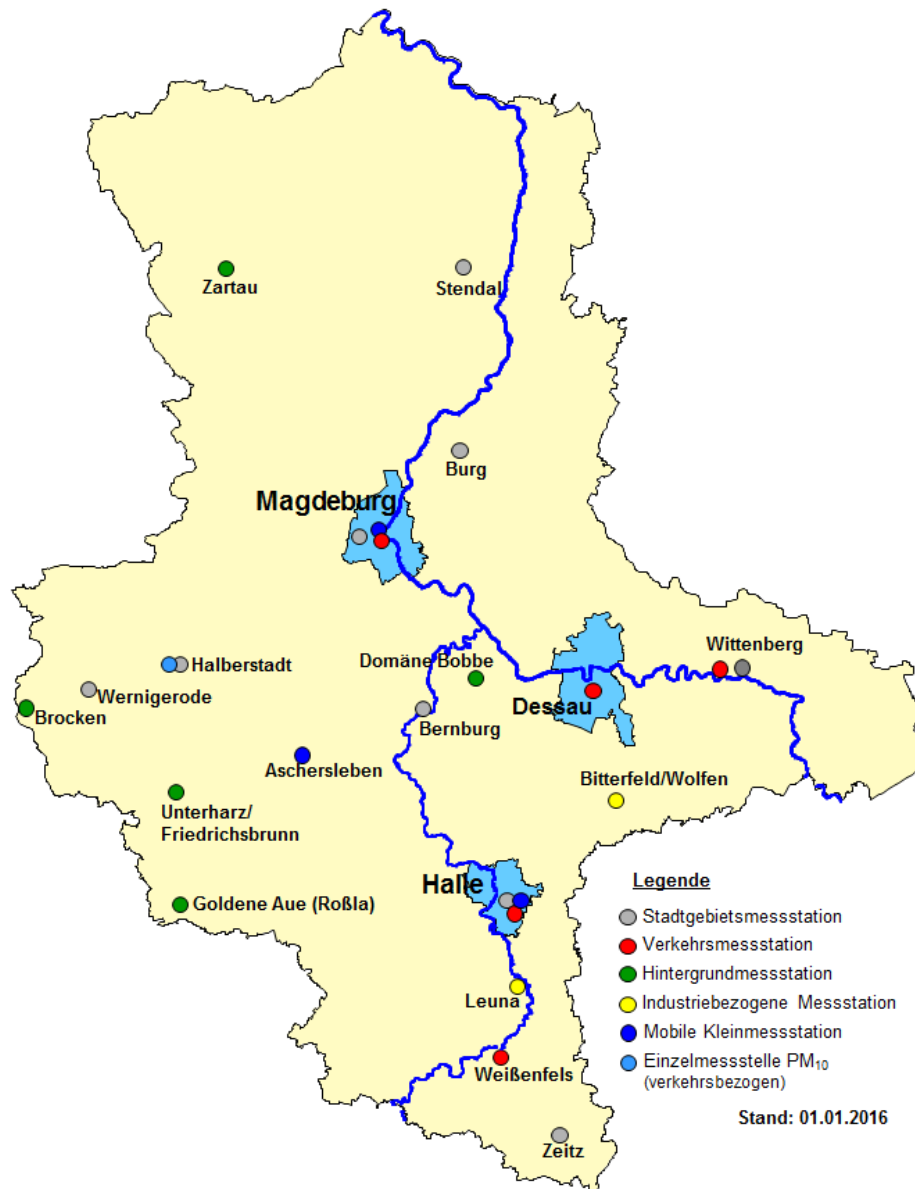 Zartau
Stendal
Burg
Magdeburg
Halberstadt
Domäne Bobbe
Wittenberg
Wernigerode
Brocken
Dessau
Bernburg
Aschersleben
Bitterfeld/Wolfen
Unterharz/
Friedrichsbrunn
Halle
Goldene Aue (Roßla)
Leuna
Weißenfels
Zeitz
Legende
Stadtgebietsmessstation
Verkehrsmessstation
Hintergrundmessstation
Industriebezogene Messstation
Mobile Kleinmessstation
Einzelmessstelle PM₁₀
(verkehrsbezogen)
Stand: 01.01.2016